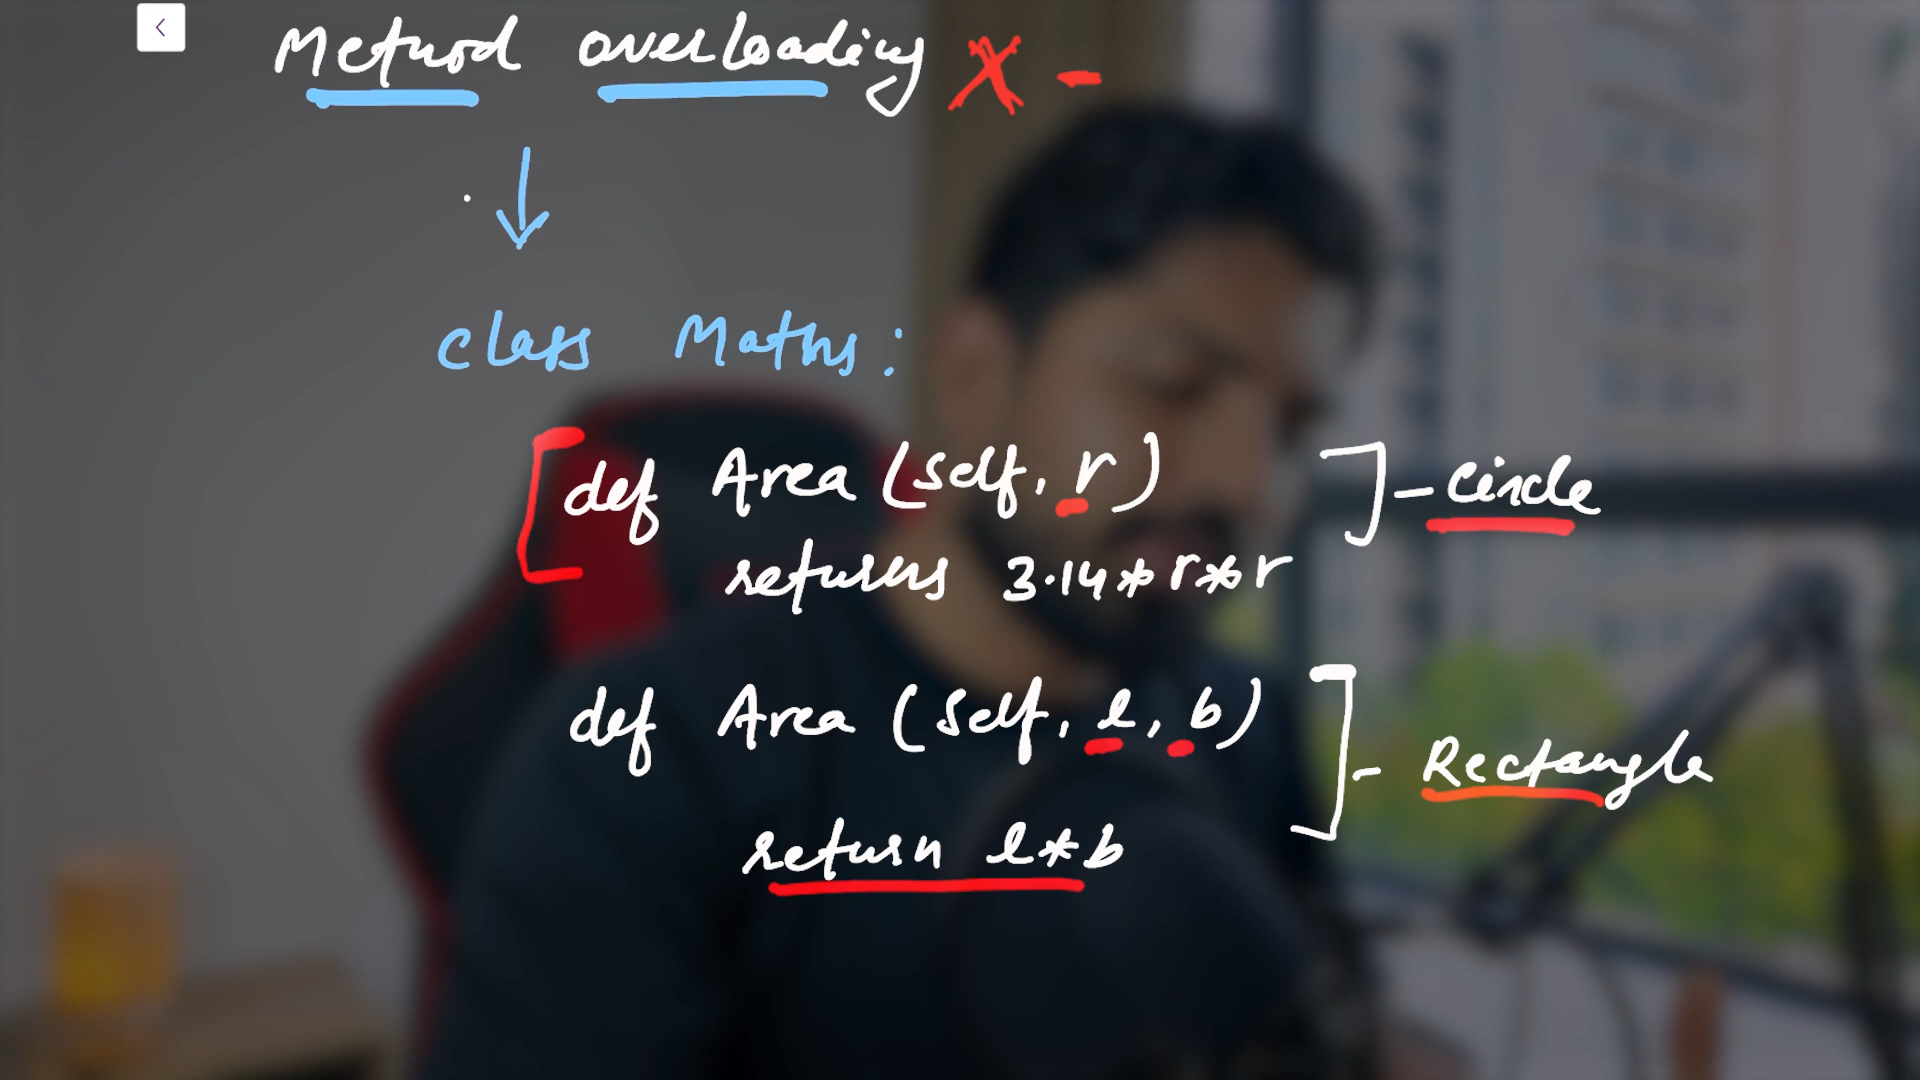 Method overloading X -
class Maths:
def Area (self, r) ] - Circle
returns 3.14*r*r
def Area (self, l, b) ] - Rectangle
return l*b